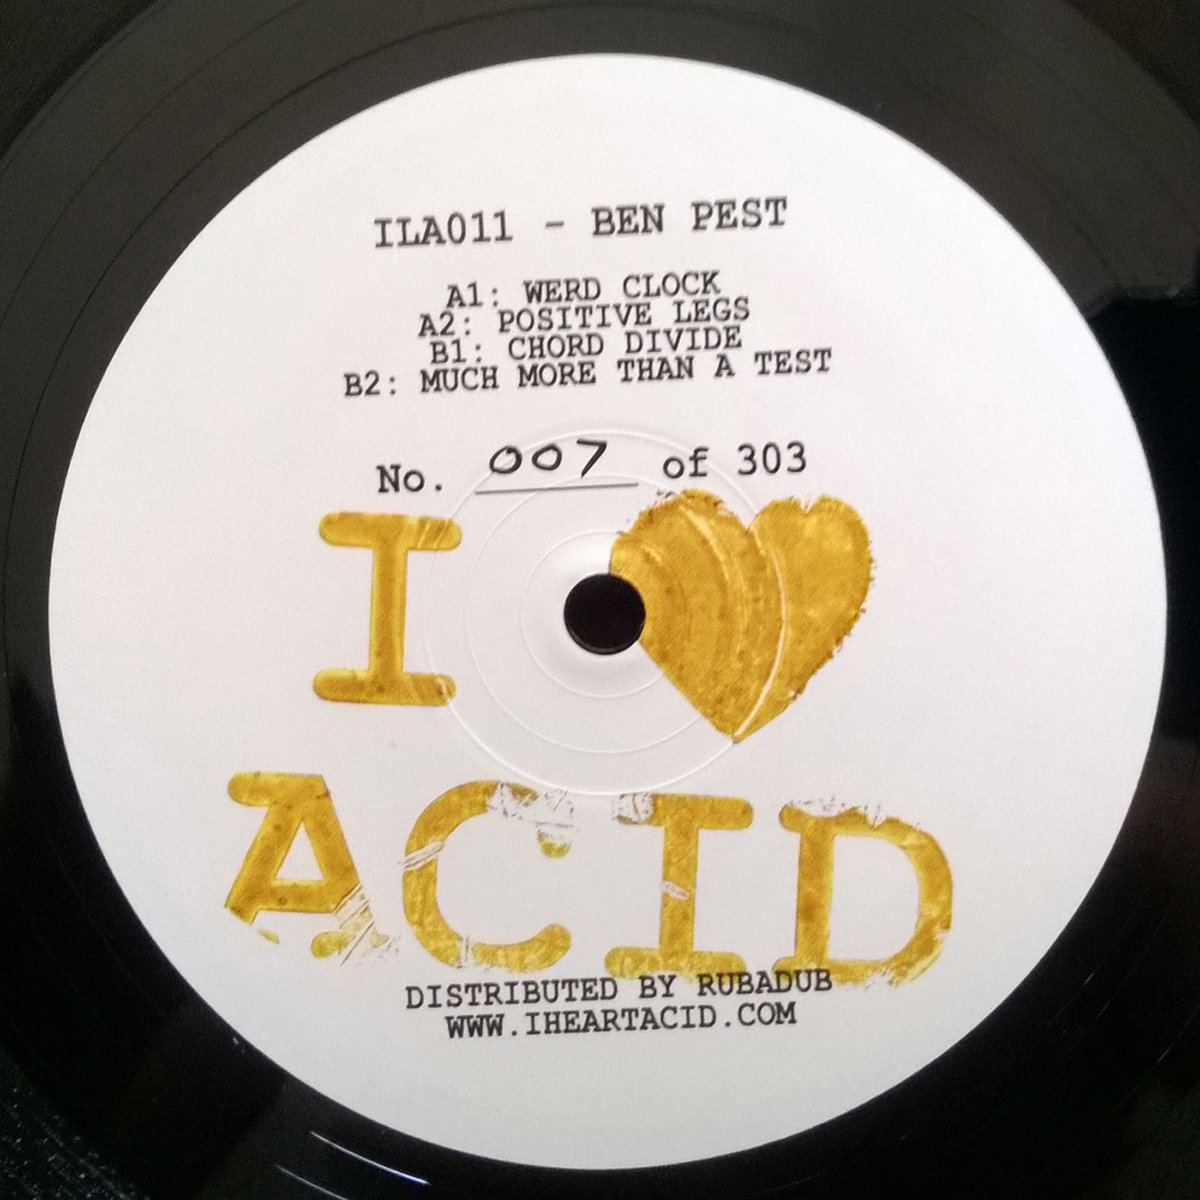 ILA011 - BEN PEST
A1: WERD CLOCK
A2: POSITIVE LEGS
B1: CHORD DIVIDE
B2: MUCH MORE THAN A TEST
No. 007 of 303
I
ACID
DISTRIBUTED BY RUBADUB
WWW.IHEARTACID.COM